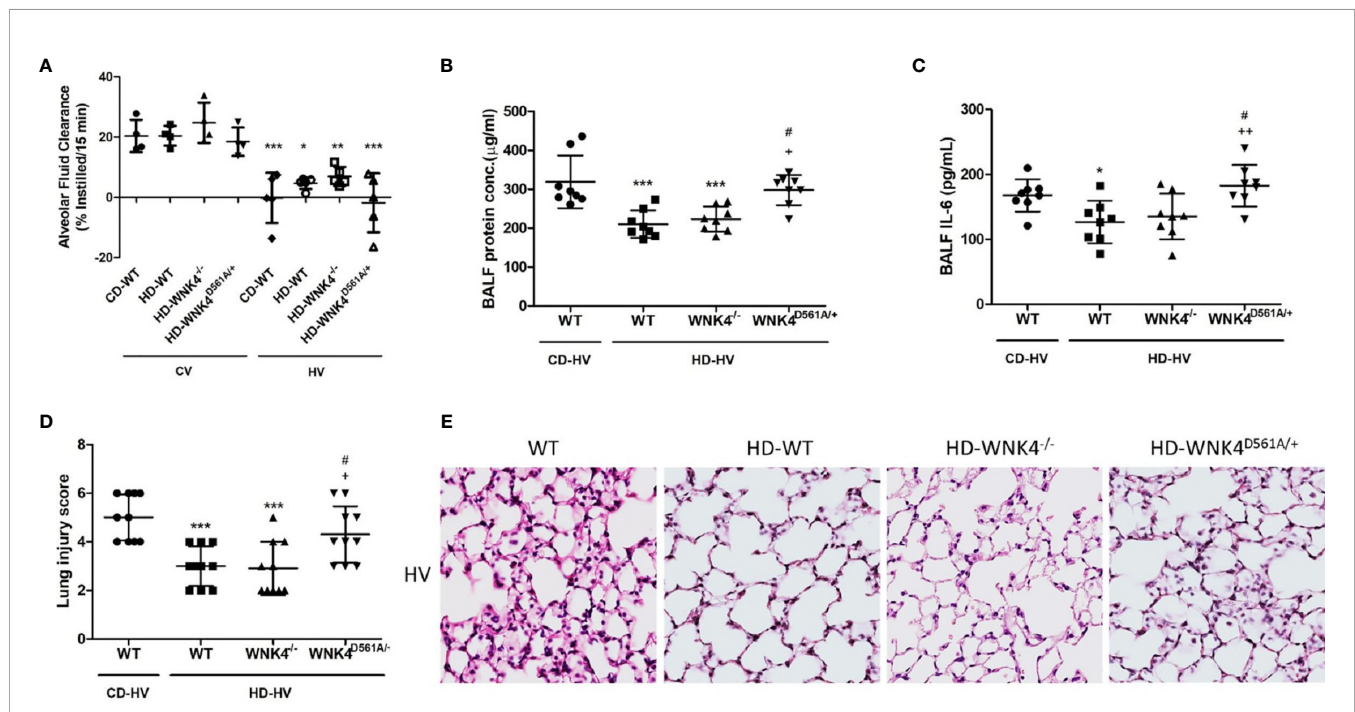 A
Alveolar Fluid Clearance
(% Instilled/15 min)
40
20
0
-20
*** * ** ***
CD-WT
HD-WT
HD-WNK4-/-
HD-WNK4D561A/+
CD-WT
HD-WT
HD-WNK4-/-
HD-WNK4D561A/+
CV HV
B
BALF protein conc.(μg/ml)
500
400
300
200
100
0
*** ***
#
+
WT WT WNK4-/- WNK4D561A/+
CD-HV HD-HV
C
BALF IL-6 (pg/mL)
300
200
100
0
*
#
++
WT WT WNK4-/- WNK4D561A/+
CD-HV HD-HV
D
Lung injury score
8
6
4
2
0
*** ***
#
+
WT WT WNK4-/- WNK4D561A/-
CD-HV HD-HV
E
WT HD-WT HD-WNK4-/- HD-WNK4D561A/+
HV